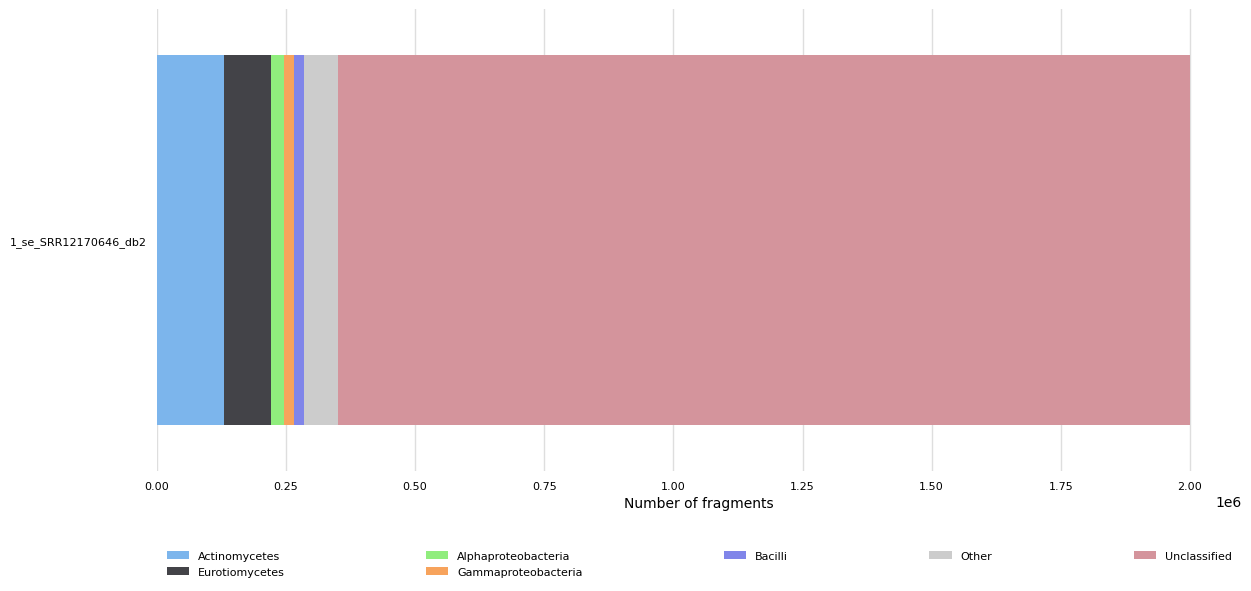 1_se_SRR12170646_db2
0.00 0.25 0.50 0.75 1.00 1.25 1.50 1.75 2.00
Number of fragments 1e6
Actinomycetes Alphaproteobacteria Bacilli Other Unclassified
Eurotiomycetes Gammaproteobacteria